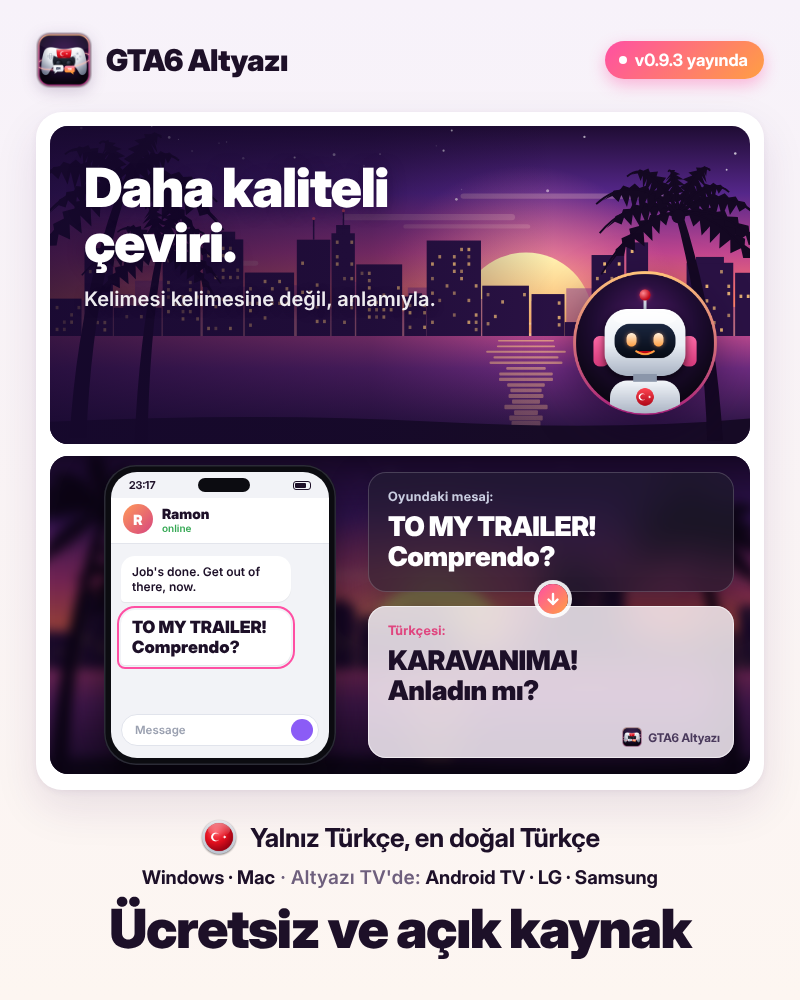 GTA6 Altyazı
v0.9.3 yayında
Daha kaliteli
çeviri.
Kelimesi kelimesine değil, anlamıyla.
23:17
R
Ramon
online
Job's done. Get out of
there, now.
TO MY TRAILER!
Comprendo?
Message
Oyundaki mesaj:
TO MY TRAILER!
Comprendo?
Türkçesi:
KARAVANIMA!
Anladın mı?
GTA6 Altyazı
Yalnız Türkçe, en doğal Türkçe
Windows · Mac · Altyazı TV'de: Android TV · LG · Samsung
Ücretsiz ve açık kaynak